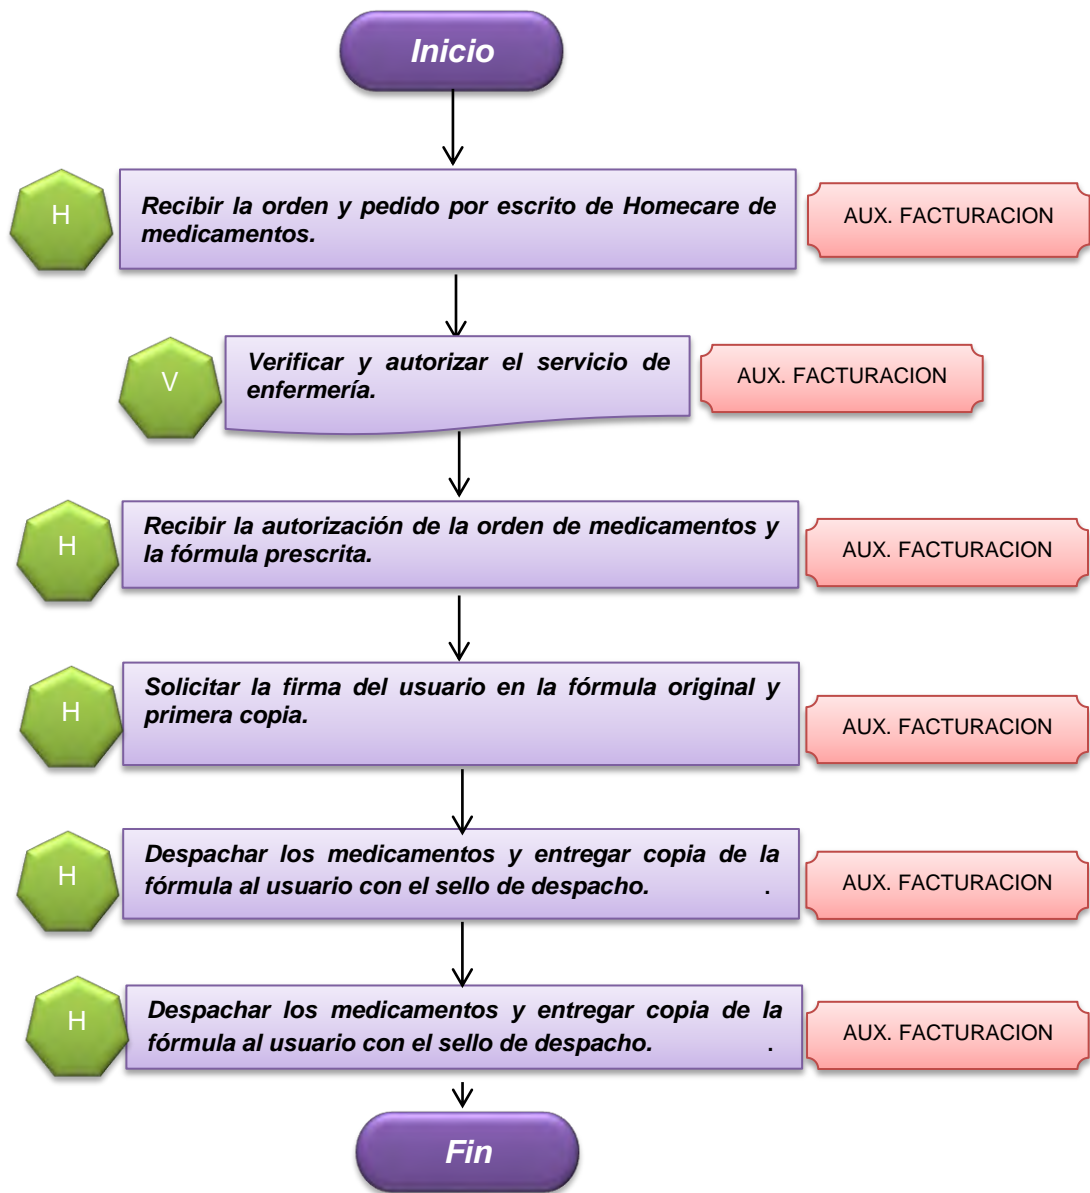 Inicio
H
Recibir la orden y pedido por escrito de Homecare de
medicamentos.
AUX. FACTURACION
V
Verificar y autorizar el servicio de
enfermería.
AUX. FACTURACION
H
Recibir la autorización de la orden de medicamentos y
la fórmula prescrita.
AUX. FACTURACION
H
Solicitar la firma del usuario en la fórmula original y
primera copia.
AUX. FACTURACION
H
Despachar los medicamentos y entregar copia de la
fórmula al usuario con el sello de despacho. .
AUX. FACTURACION
H
Despachar los medicamentos y entregar copia de la
fórmula al usuario con el sello de despacho. .
AUX. FACTURACION
Fin